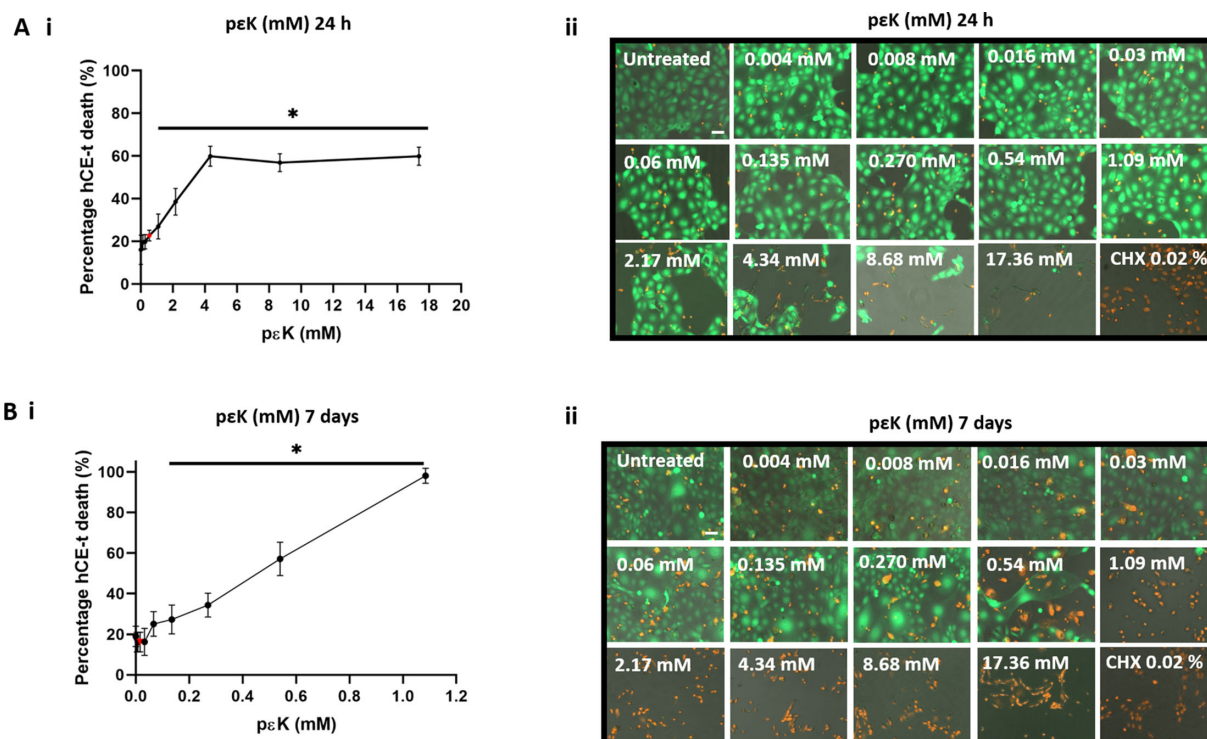 A i
pεK (mM) 24 h
*
Percentage hCE-t death (%)
100
80
60
40
20
0
0 2 4 6 8 10 12 14 16 18 20
pεK (mM)
ii
pεK (mM) 24 h
Untreated 0.004 mM 0.008 mM 0.016 mM 0.03 mM
0.06 mM 0.135 mM 0.270 mM 0.54 mM 1.09 mM
2.17 mM 4.34 mM 8.68 mM 17.36 mM CHX 0.02 %
B i
pεK (mM) 7 days
*
Percentage hCE-t death (%)
100
80
60
40
20
0
0.0 0.2 0.4 0.6 0.8 1.0 1.2
pεK (mM)
ii
pεK (mM) 7 days
Untreated 0.004 mM 0.008 mM 0.016 mM 0.03 mM
0.06 mM 0.135 mM 0.270 mM 0.54 mM 1.09 mM
2.17 mM 4.34 mM 8.68 mM 17.36 mM CHX 0.02 %